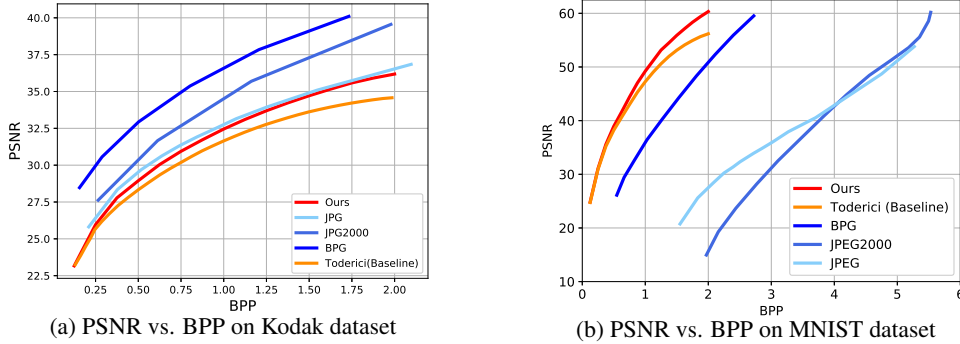 40.0
37.5
35.0
32.5
30.0
27.5
25.0
22.5
PSNR
0.25 0.50 0.75 1.00 1.25 1.50 1.75 2.00
BPP
Ours
JPG
JPG2000
BPG
Toderici(Baseline)
(a) PSNR vs. BPP on Kodak dataset
60
50
40
30
20
10
PSNR
0 1 2 3 4 5 6
BPP
Ours
Toderici (Baseline)
BPG
JPEG2000
JPEG
(b) PSNR vs. BPP on MNIST dataset